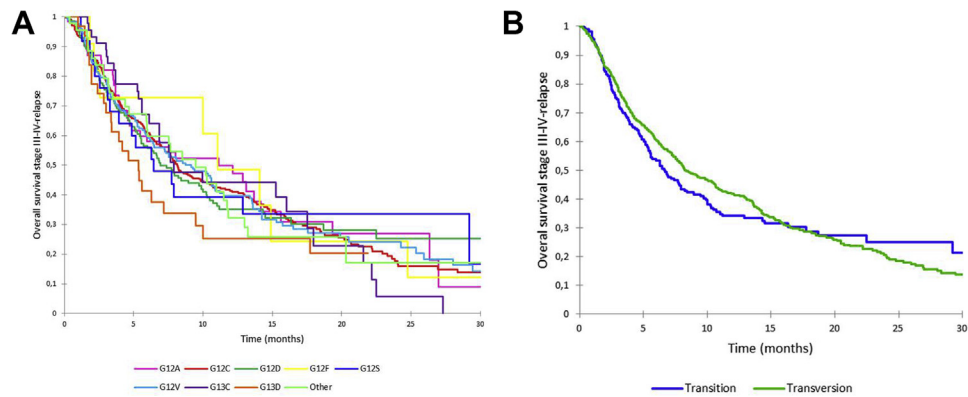 A
B
Overall survival stage III-IV-relapse
1
0,9
0,8
0,7
0,6
0,5
0,4
0,3
0,2
0,1
0
0
5
10
15
20
25
30
Time (months)
G12A
G12C
G12D
G12F
G12S
G12V
G13C
G13D
Other
Overal survival stage III-IV-relapse
1
0,9
0,8
0,7
0,6
0,5
0,4
0,3
0,2
0,1
0
0
5
10
15
20
25
30
Time (months)
Transition
Transversion